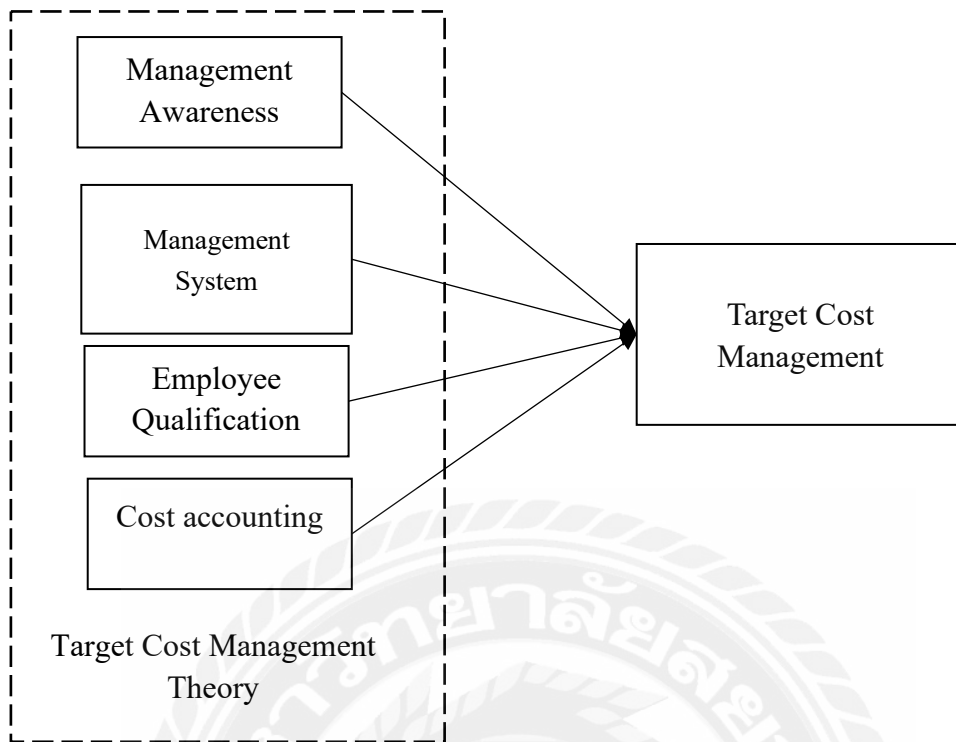 Management
Awareness
Management
System
Employee
Qualification
Cost accounting
Target Cost Management
Theory
Target Cost
Management